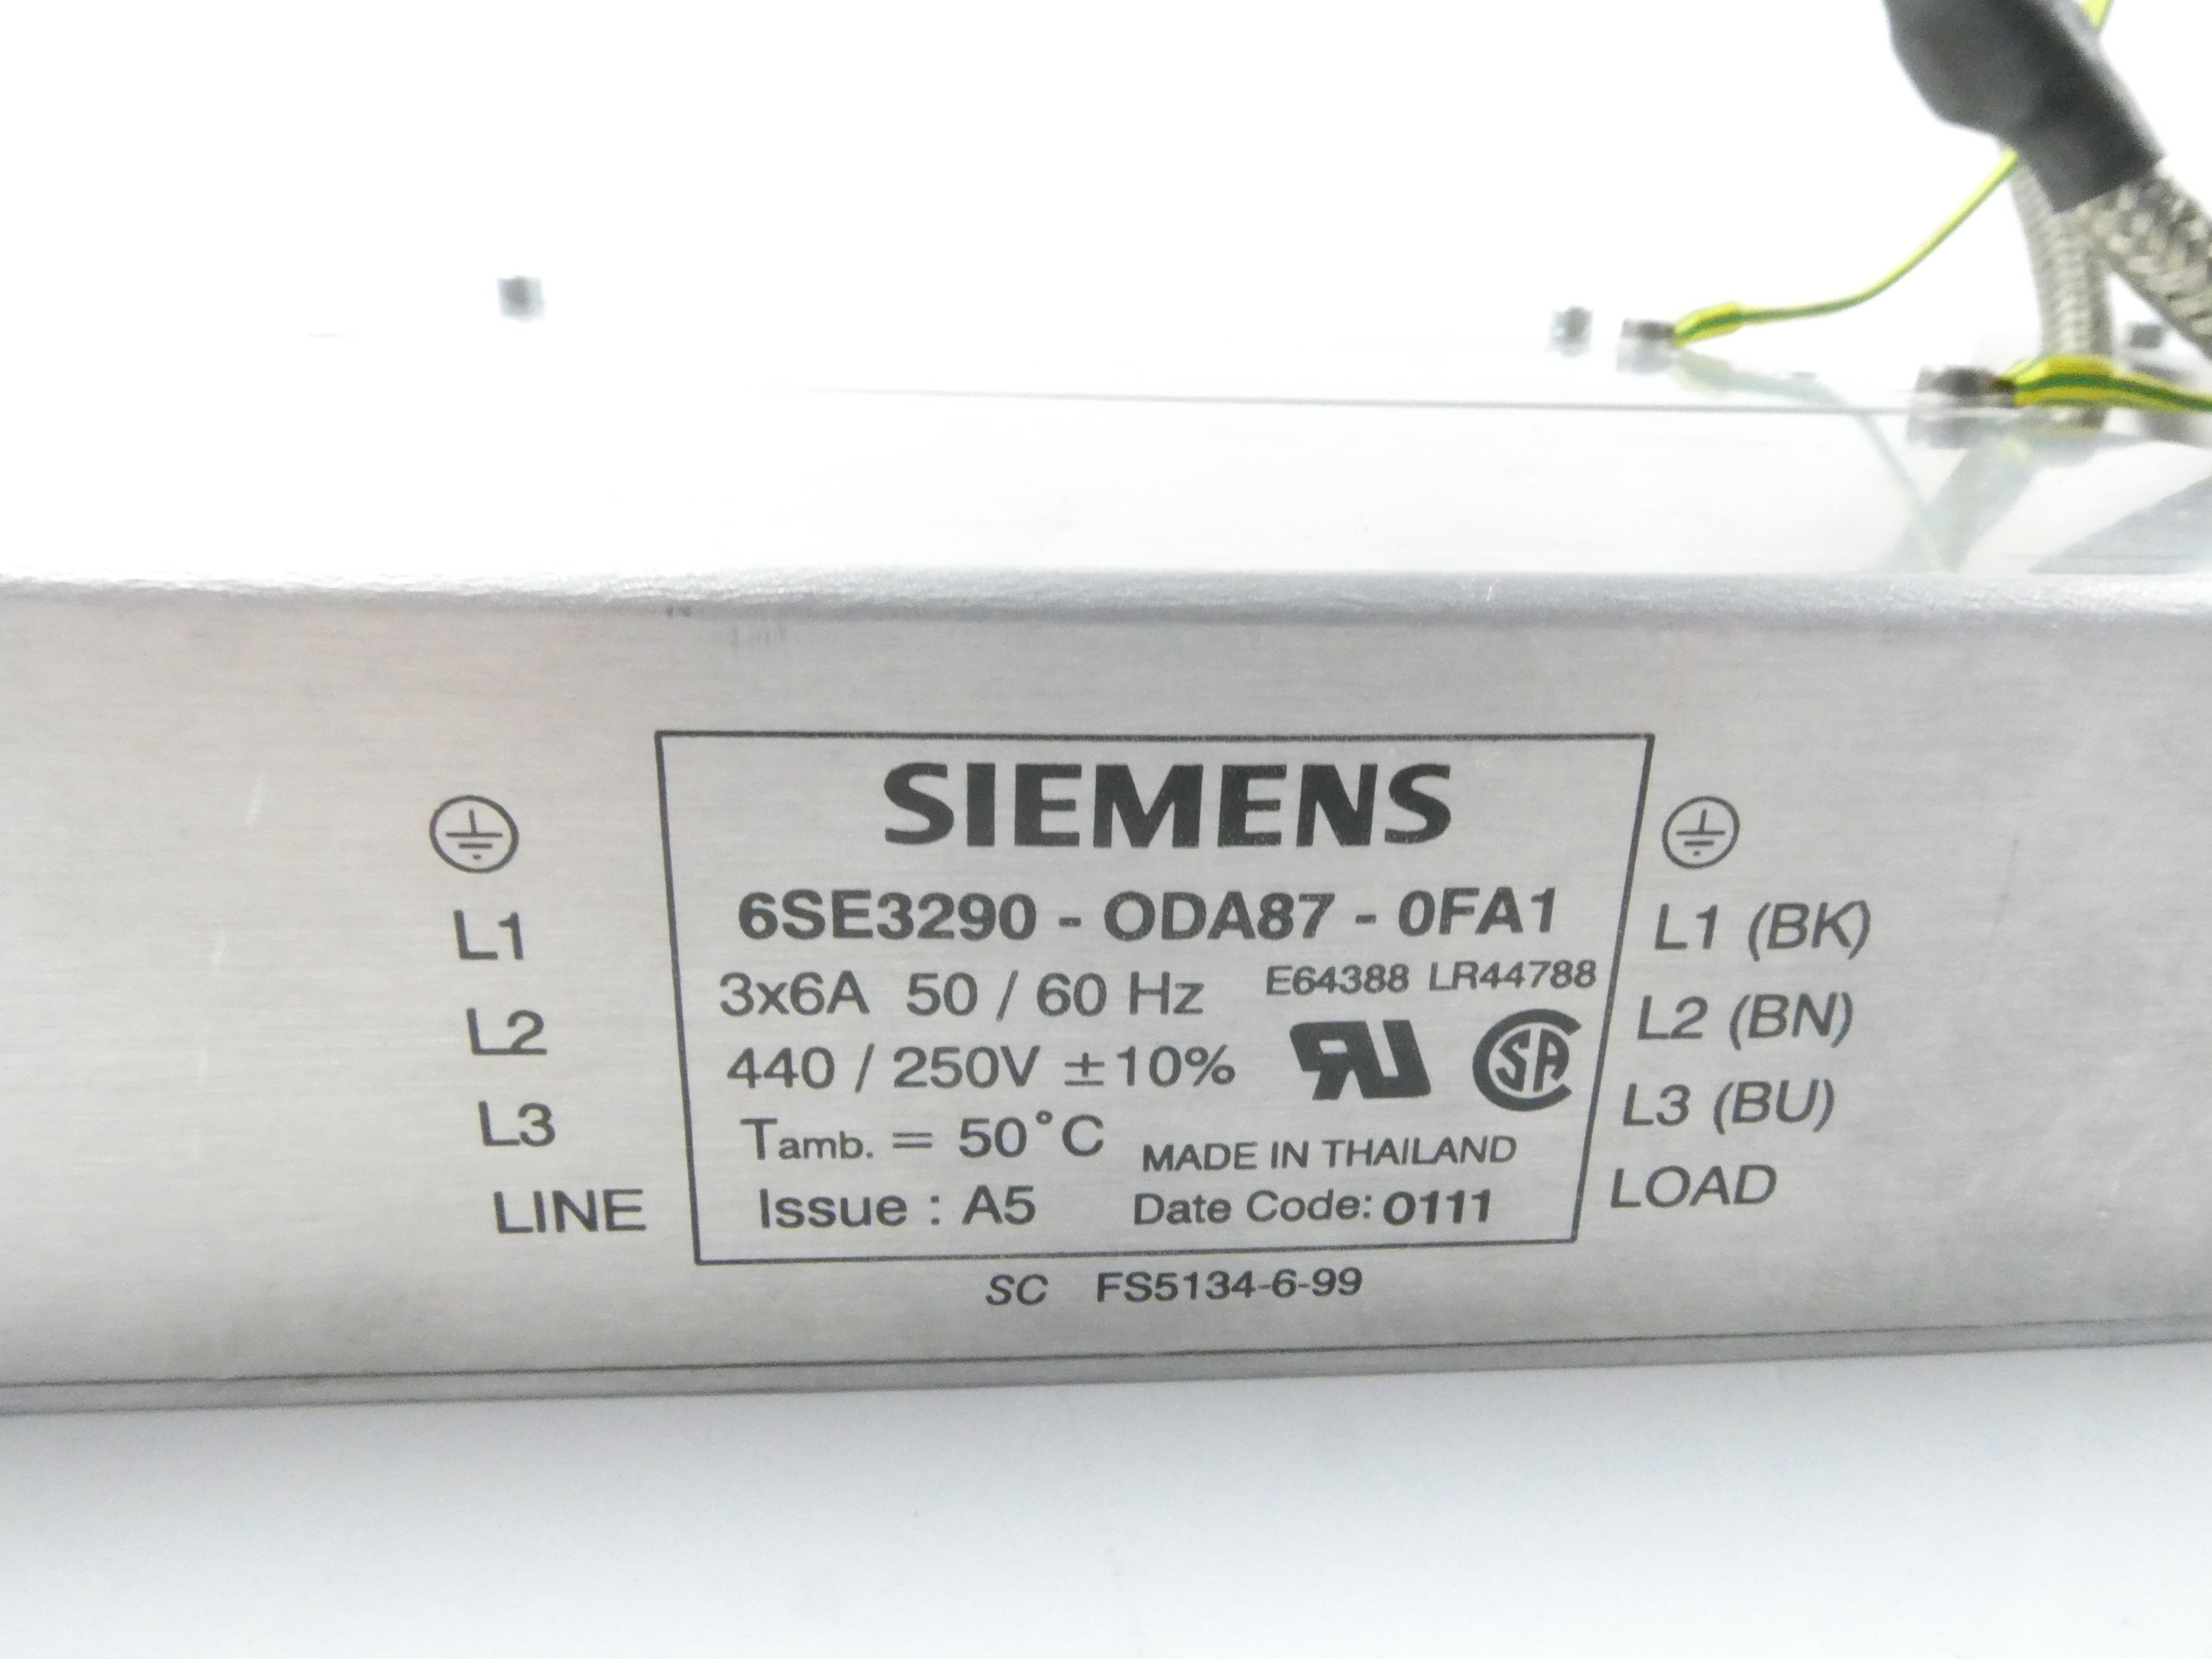 SIEMENS
6SE3290 - ODA87 - 0FA1
3x6A 50 / 60 Hz E64388 LR44788
440 / 250V ±10% RU CSA
Tamb. = 50°C MADE IN THAILAND
Issue : A5 Date Code: 0111
SC FS5134-6-99
L1
L2
L3
LINE
L1 (BK)
L2 (BN)
L3 (BU)
LOAD